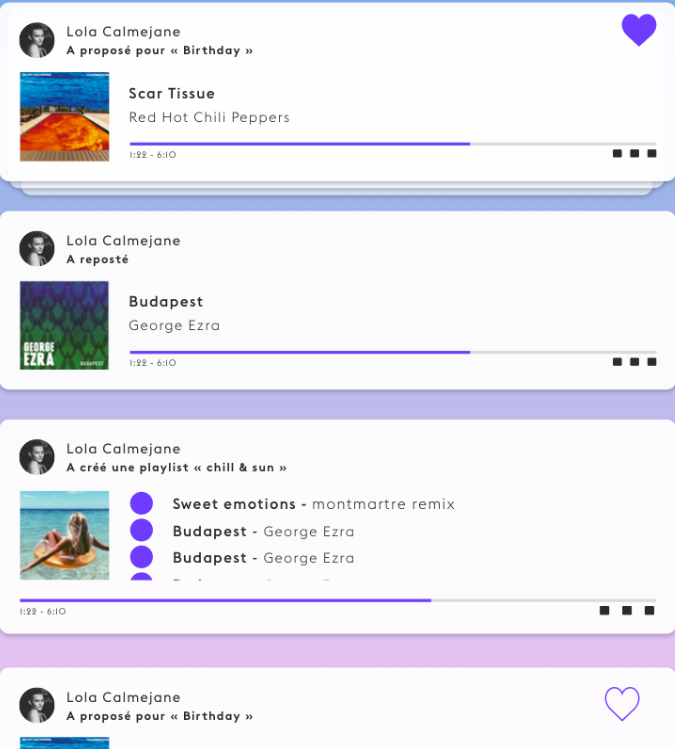 Lola Calmejane
A proposé pour « Birthday »
Scar Tissue
Red Hot Chili Peppers
1:22 - 6:10
Lola Calmejane
A reposté
GEORGE
EZRA
BUDAPEST
Budapest
George Ezra
1:22 - 6:10
Lola Calmejane
A créé une playlist « chill & sun »
Sweet emotions - montmartre remix
Budapest - George Ezra
Budapest - George Ezra
1:22 - 6:10
Lola Calmejane
A proposé pour « Birthday »